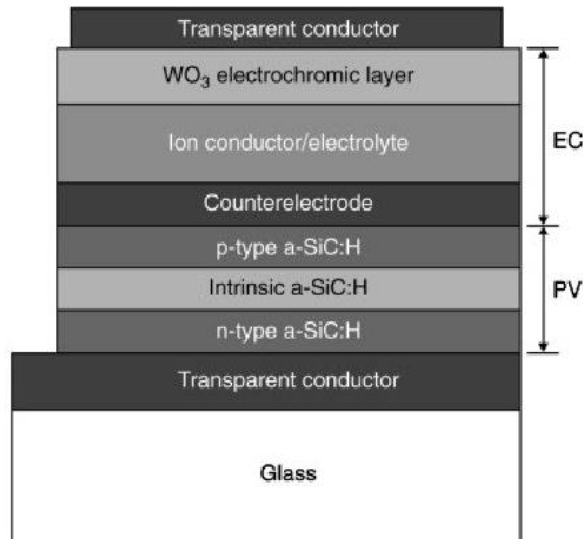 Transparent conductor
WO₃ electrochromic layer
Ion conductor/electrolyte
EC
Counterelectrode
p-type a-SiC:H
Intrinsic a-SiC:H
PV
n-type a-SiC:H
Transparent conductor
Glass